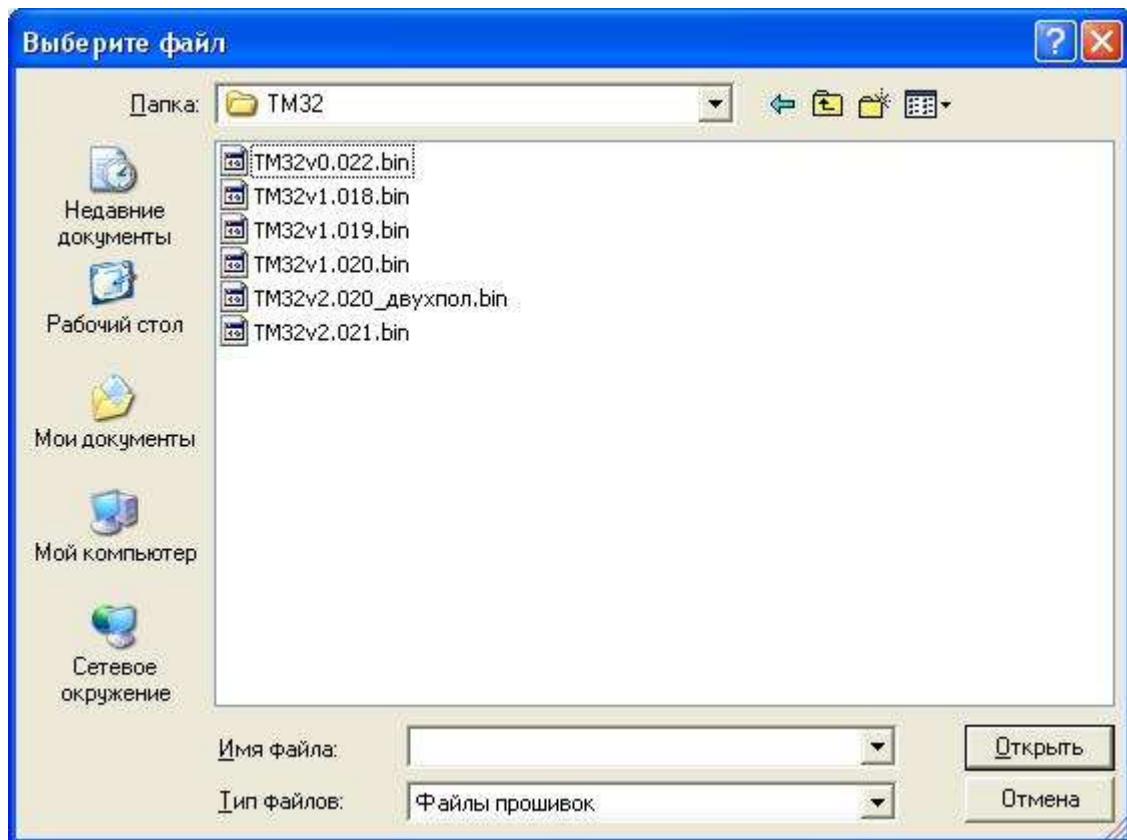 Выберите файл
Папка: TM32
TM32v0.022.bin
TM32v1.018.bin
TM32v1.019.bin
TM32v1.020.bin
TM32v2.020_двухпол.bin
TM32v2.021.bin
Недавние
документы
Рабочий стол
Мои документы
Мой компьютер
Сетевое
окружение
Имя файла:
Открыть
Тип файлов: Файлы прошивок
Отмена